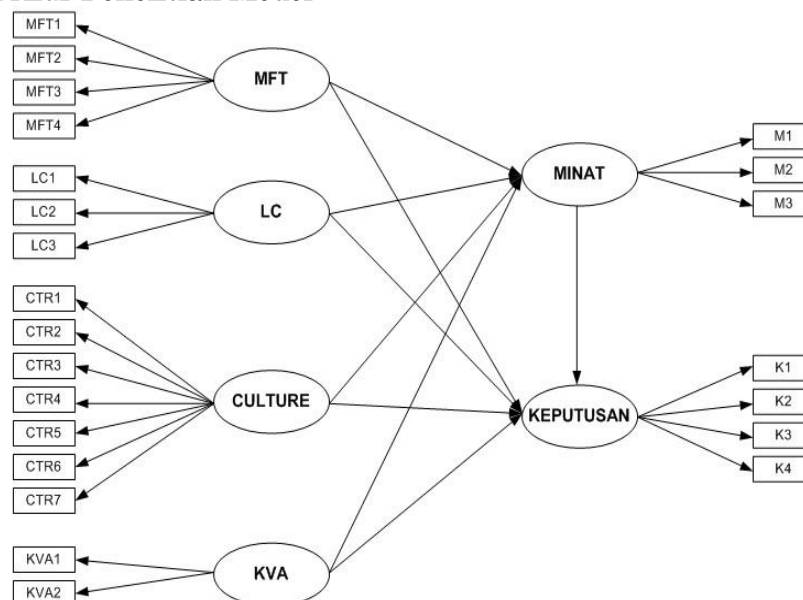 MFT1
MFT2
MFT3
MFT4
MFT
LC1
LC2
LC3
LC
CTR1
CTR2
CTR3
CTR4
CTR5
CTR6
CTR7
CULTURE
KVA1
KVA2
KVA
MINAT
M1
M2
M3
KEPUTUSAN
K1
K2
K3
K4